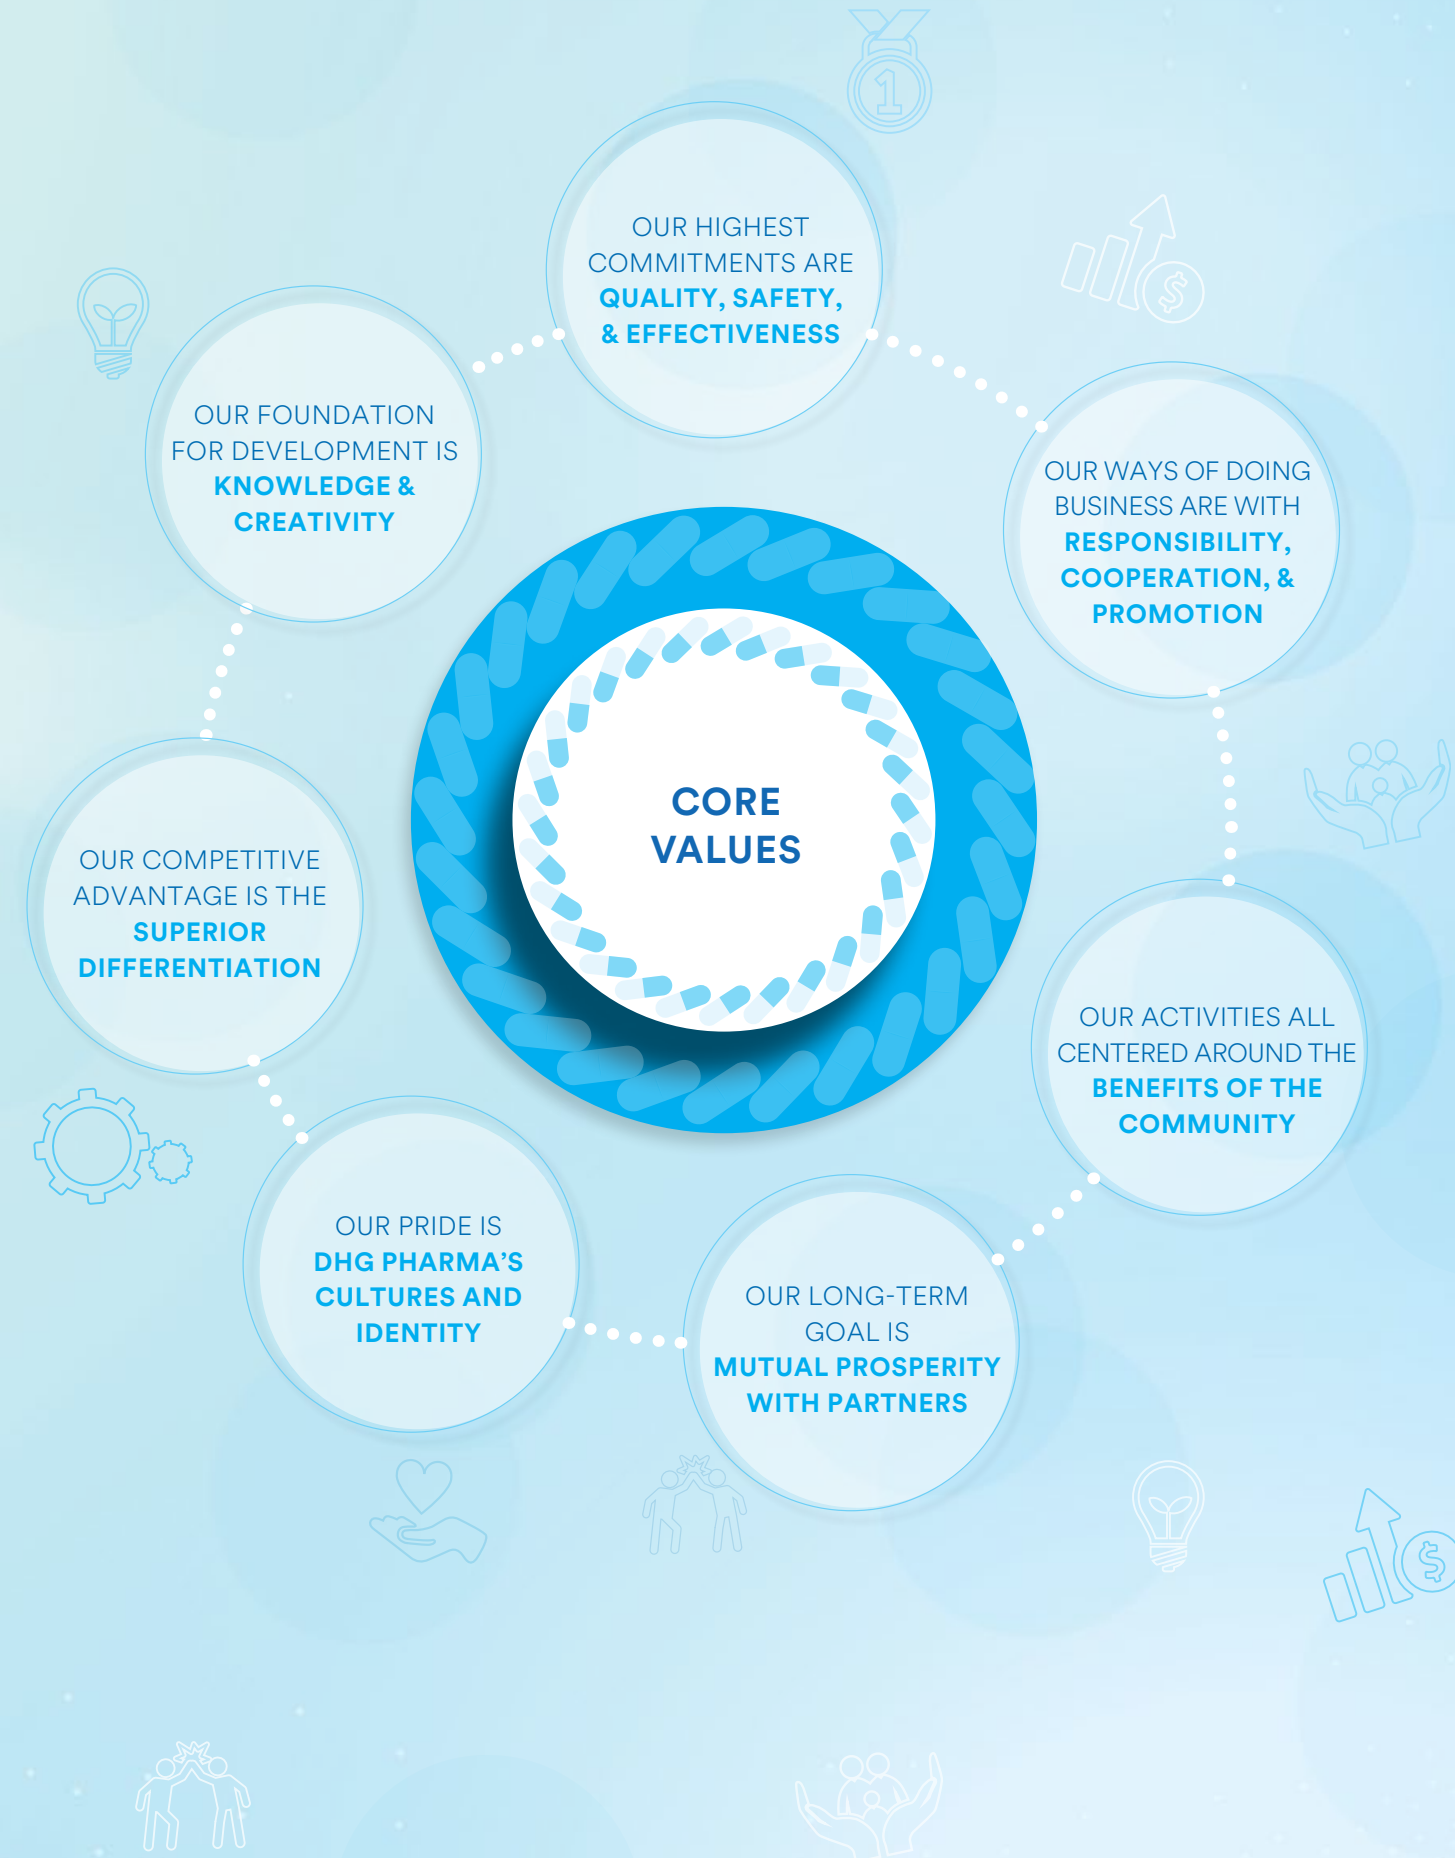 OUR HIGHEST
COMMITMENTS ARE
QUALITY, SAFETY,
& EFFECTIVENESS
OUR FOUNDATION
FOR DEVELOPMENT IS
KNOWLEDGE &
CREATIVITY
OUR WAYS OF DOING
BUSINESS ARE WITH
RESPONSIBILITY,
COOPERATION, &
PROMOTION
CORE
VALUES
OUR COMPETITIVE
ADVANTAGE IS THE
SUPERIOR
DIFFERENTIATION
OUR ACTIVITIES ALL
CENTERED AROUND THE
BENEFITS OF THE
COMMUNITY
OUR PRIDE IS
DHG PHARMA’S
CULTURES AND
IDENTITY
OUR LONG-TERM
GOAL IS
MUTUAL PROSPERITY
WITH PARTNERS
1
$
$